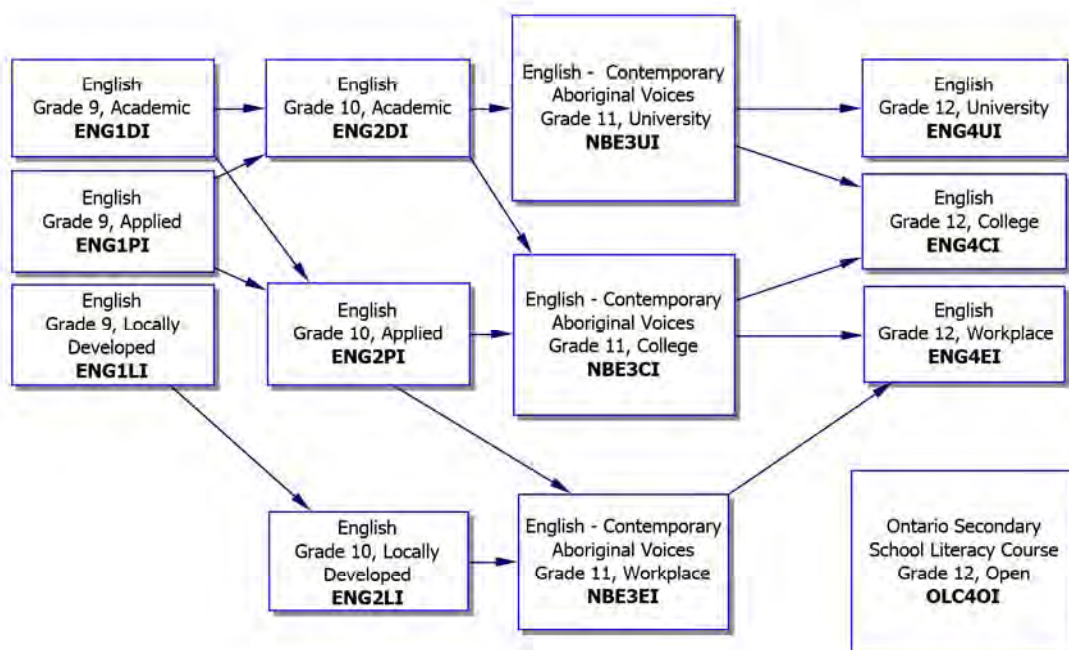 English
Grade 9, Academic
ENG1DI
English
Grade 9, Applied
ENG1PI
English
Grade 9, Locally
Developed
ENG1LI
English
Grade 10, Academic
ENG2DI
English
Grade 10, Applied
ENG2PI
English
Grade 10, Locally
Developed
ENG2LI
English - Contemporary
Aboriginal Voices
Grade 11, University
NBE3UI
English - Contemporary
Aboriginal Voices
Grade 11, College
NBE3CI
English - Contemporary
Aboriginal Voices
Grade 11, Workplace
NBE3EI
English
Grade 12, University
ENG4UI
English
Grade 12, College
ENG4CI
English
Grade 12, Workplace
ENG4EI
Ontario Secondary
School Literacy Course
Grade 12, Open
OLC4OI